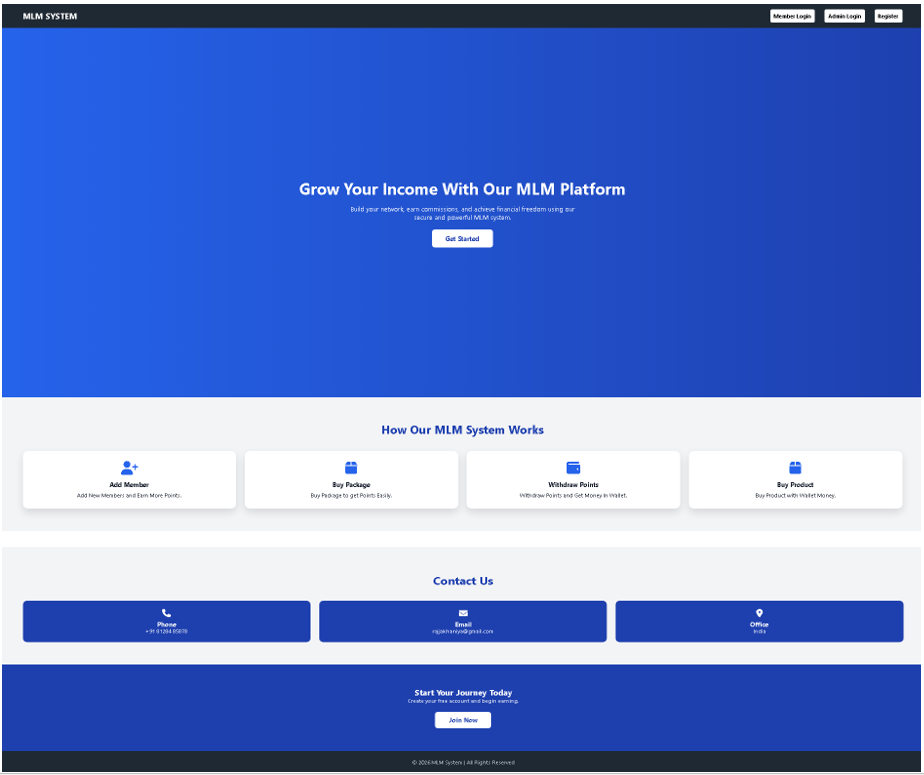 MLM SYSTEM
Member Login
Admin Login
Register
Grow Your Income With Our MLM Platform
Build your network, earn commissions, and achieve financial freedom using our
secure and powerful MLM system.
Get Started
How Our MLM System Works
Add Member
Add New Members and Earn More Points.
Buy Package
Buy Package to get Points Easily.
Withdraw Points
Withdraw Points and Get Money in Wallet.
Buy Product
Buy Product with Wallet Money.
Contact Us
Phone
+91
Email
Office
India
Start Your Journey Today
Create your free account and begin earning.
Join Now
© 2026 MLM System | All Rights Reserved